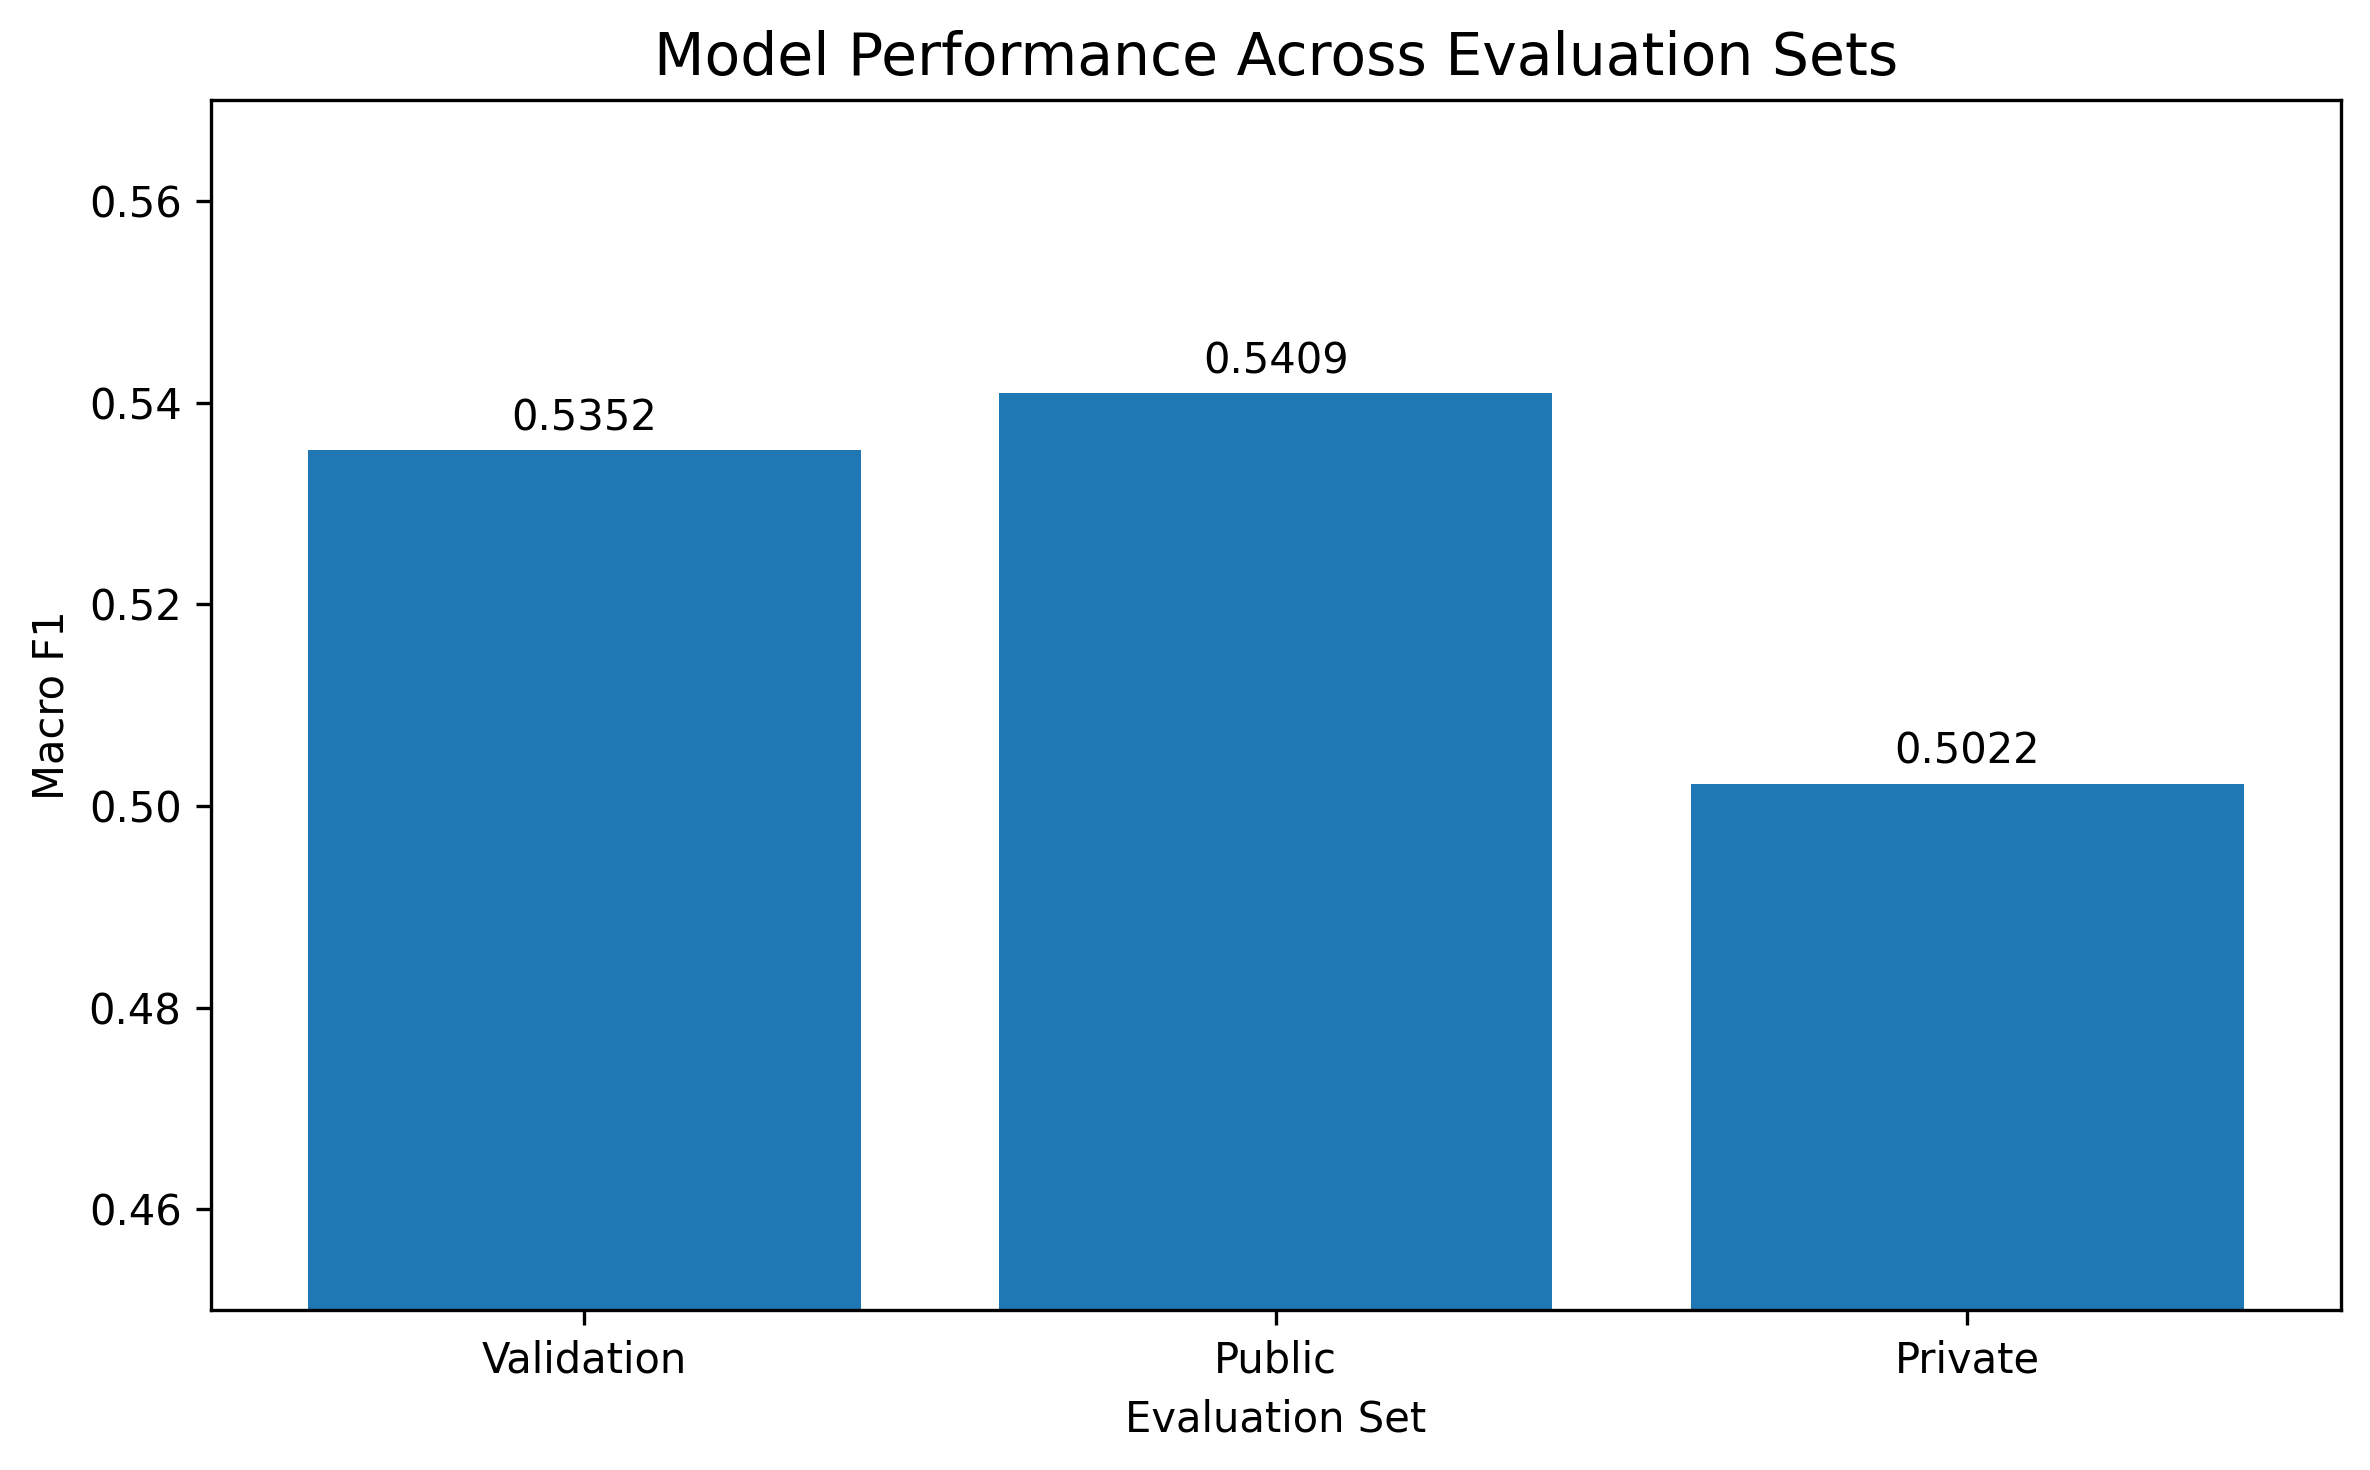 Model Performance Across Evaluation Sets
0.56
0.54
0.52
0.50
0.48
0.46
Macro F1
0.5352
0.5409
0.5022
Validation
Public
Private
Evaluation Set